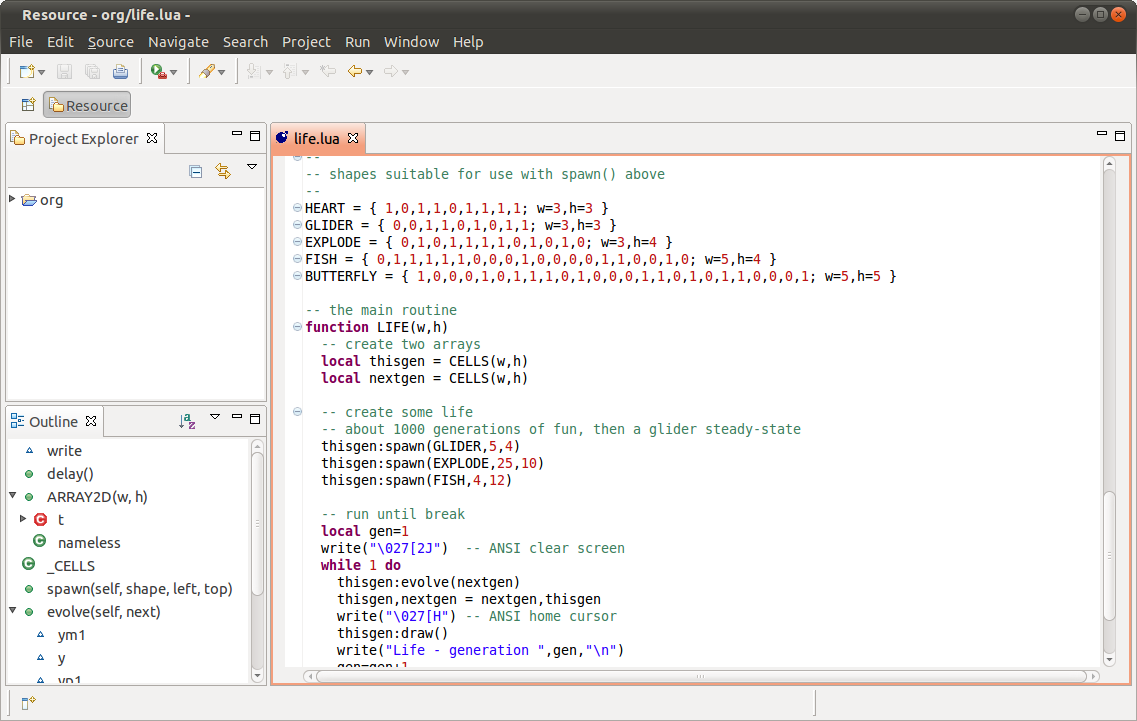 Resource - org/life.lua -
File Edit Source Navigate Search Project Run Window Help
Resource
Project Explorer
org
Outline
write
delay()
ARRAY2D(w, h)
t
nameless
_CELLS
spawn(self, shape, left, top)
evolve(self, next)
ym1
y
yp1
life.lua
--
-- shapes suitable for use with spawn() above
--
HEART = { 1,0,1,1,0,1,1,1,1; w=3,h=3 }
GLIDER = { 0,0,1,1,0,1,0,1,1; w=3,h=3 }
EXPLODE = { 0,1,0,1,1,1,1,0,1,0,1,0; w=3,h=4 }
FISH = { 0,1,1,1,1,1,0,0,0,1,0,0,0,0,1,1,0,0,1,0; w=5,h=4 }
BUTTERFLY = { 1,0,0,0,1,0,1,1,1,0,1,0,0,0,1,1,0,1,0,1,1,0,0,0,1; w=5,h=5 }
-- the main routine
function LIFE(w,h)
-- create two arrays
local thisgen = CELLS(w,h)
local nextgen = CELLS(w,h)
-- create some life
-- about 1000 generations of fun, then a glider steady-state
thisgen:spawn(GLIDER,5,4)
thisgen:spawn(EXPLODE,25,10)
thisgen:spawn(FISH,4,12)
-- run until break
local gen=1
write("\027[2J") -- ANSI clear screen
while 1 do
thisgen:evolve(nextgen)
thisgen,nextgen = nextgen,thisgen
write("\027[H") -- ANSI home cursor
thisgen:draw()
write("Life - generation ",gen,"\n")
gen=gen+1